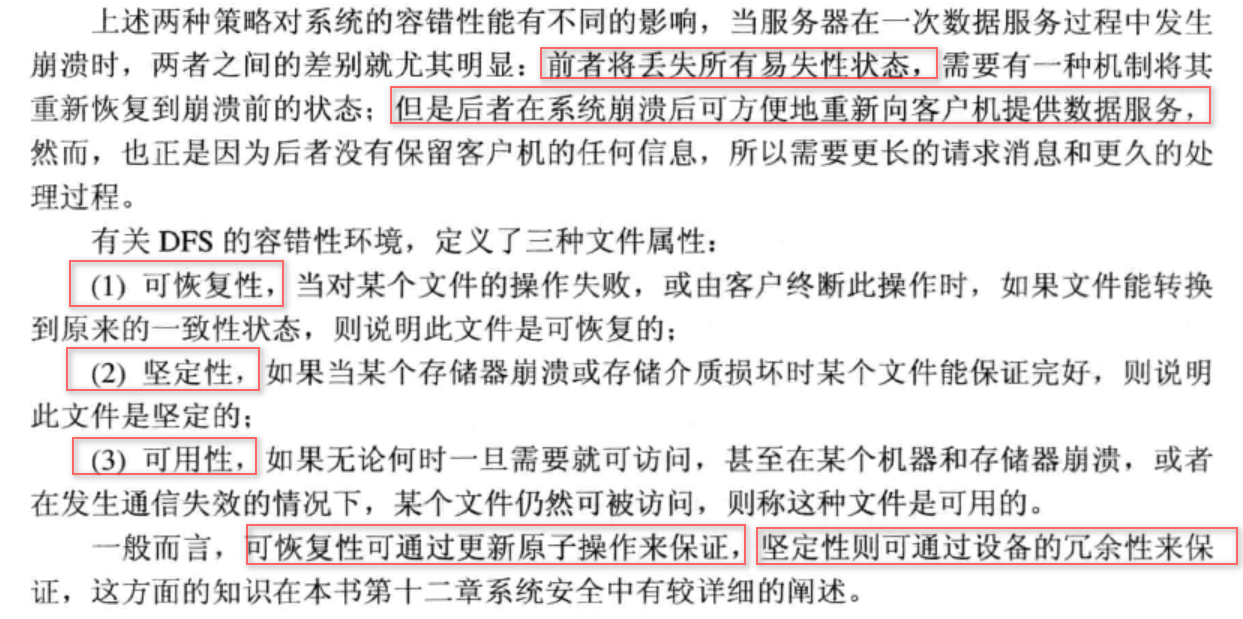 上述两种策略对系统的容错性能有不同的影响，当服务器在一次数据服务过程中发生
崩溃时，两者之间的差别就尤其明显：前者将丢失所有易失性状态，需要有一种机制将其
重新恢复到崩溃前的状态；但是后者在系统崩溃后可方便地重新向客户机提供数据服务，
然而，也正是因为后者没有保留客户机的任何信息，所以需要更长的请求消息和更久的处
理过程。
有关 DFS 的容错性环境，定义了三种文件属性：
(1) 可恢复性，当对某个文件的操作失败，或由客户终断此操作时，如果文件能转换
到原来的一致性状态，则说明此文件是可恢复的；
(2) 坚定性，如果当某个存储器崩溃或存储介质损坏时某个文件能保证完好，则说明
此文件是坚定的；
(3) 可用性，如果无论何时一旦需要就可访问，甚至在某个机器和存储器崩溃，或者
在发生通信失效的情况下，某个文件仍然可被访问，则称这种文件是可用的。
一般而言，可恢复性可通过更新原子操作来保证，坚定性则可通过设备的冗余性来保
证，这方面的知识在本书第十二章系统安全中有较详细的阐述。